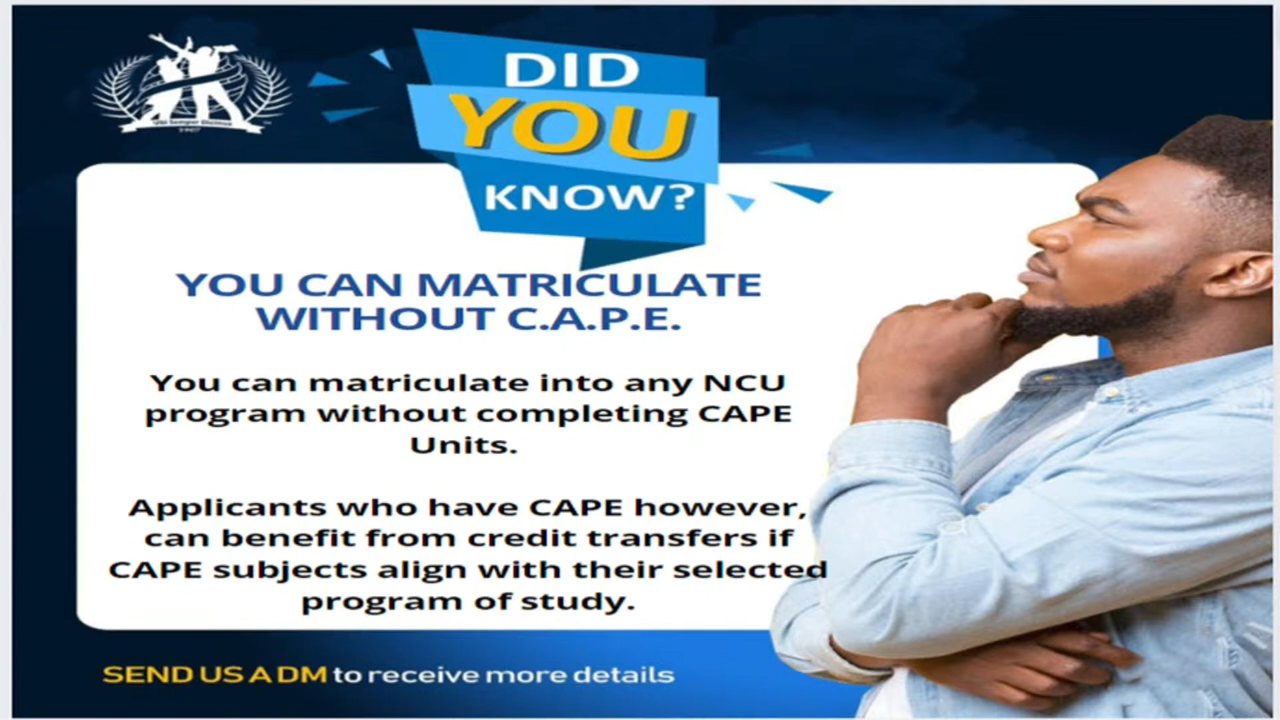 DID
YOU
KNOW?
YOU CAN MATRICULATE
WITHOUT C.A.P.E.
You can matriculate into any NCU
program without completing CAPE
Units.
Applicants who have CAPE however,
can benefit from credit transfers if
CAPE subjects align with their selected
program of study.
SEND US A DM to receive more details